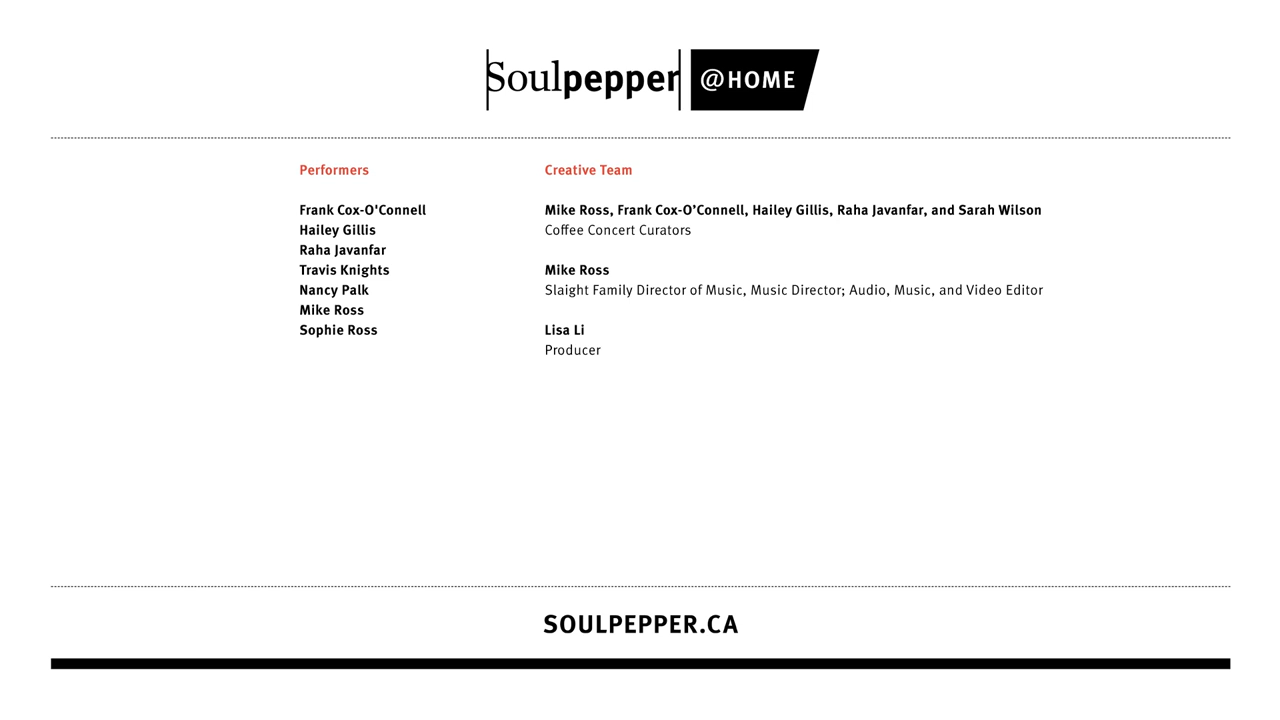 Soulpepper @HOME
Performers
Frank Cox-O'Connell
Hailey Gillis
Raha Javanfar
Travis Knights
Nancy Palk
Mike Ross
Sophie Ross
Creative Team
Mike Ross, Frank Cox-O’Connell, Hailey Gillis, Raha Javanfar, and Sarah Wilson
Coffee Concert Curators
Mike Ross
Slaight Family Director of Music, Music Director; Audio, Music, and Video Editor
Lisa Li
Producer
SOULPEPPER.CA